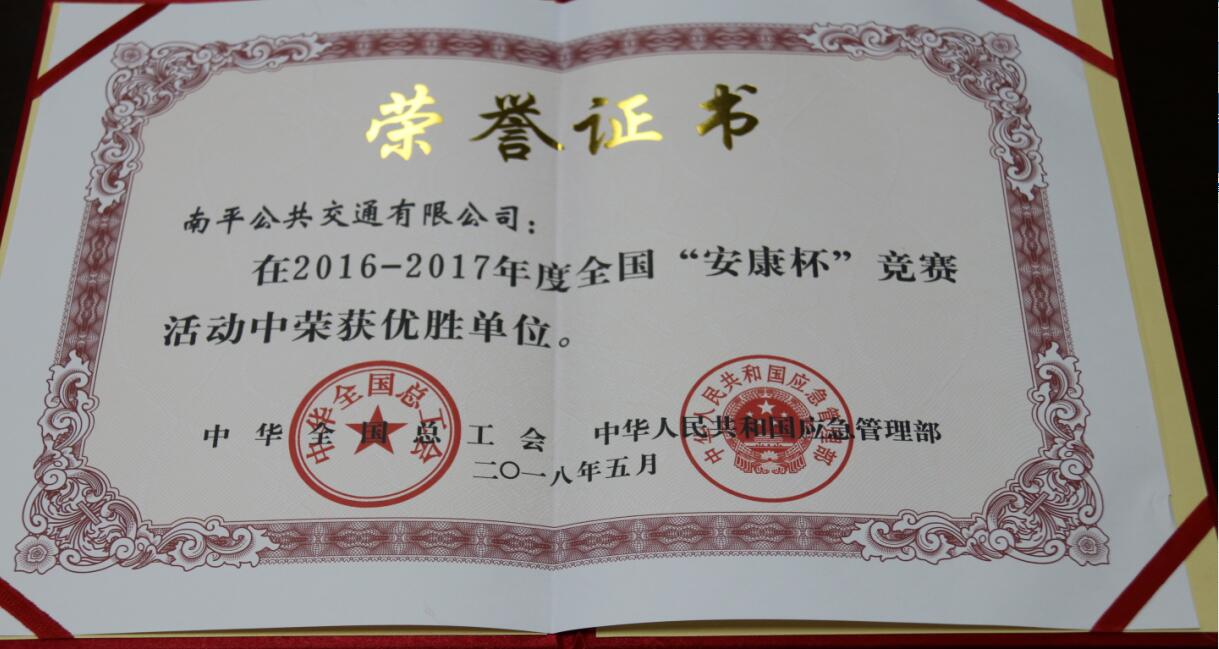 荣誉证书
南平公共交通有限公司：
在2016-2017年度全国“安康杯”竞赛
活动中荣获优胜单位。
中华全国总工会 中华人民共和国应急管理部
二〇一八年五月
中华全国总工会
中华人民共和国应急管理部